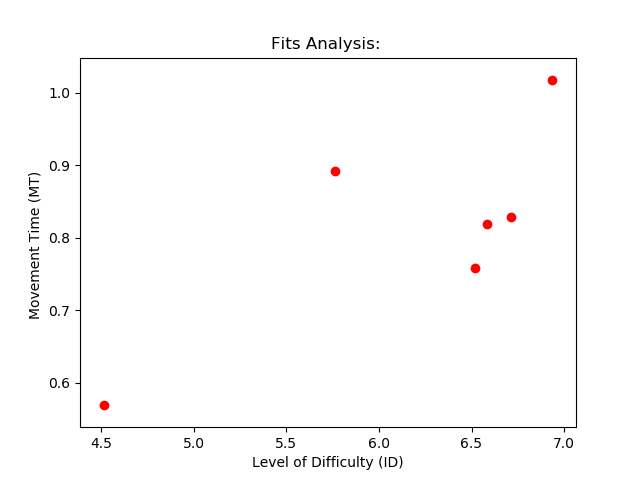 Fits Analysis:
1.0
0.9
0.8
0.7
0.6
Movement Time (MT)
4.5 5.0 5.5 6.0 6.5 7.0
Level of Difficulty (ID)